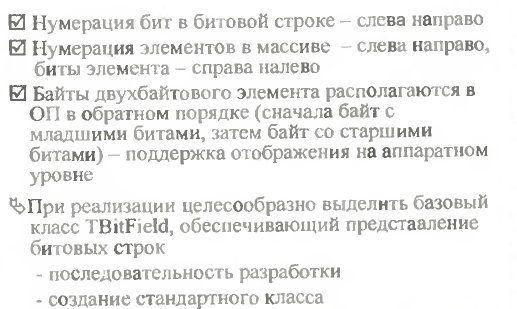 ☑ Нумерация бит в битовой строке – слева направо
☑ Нумерация элементов в массиве – слева направо,
биты элемента – справа налево
☑ Байты двухбайтового элемента располагаются в
ОП в обратном порядке (сначала байт с
младшими битами, затем байт со старшими
битами) – поддержка отображения на аппаратном
уровне
При реализации целесообразно выделить базовый
класс TBitField, обеспечивающий представление
битовых строк
- последовательность разработки
- создание стандартного класса